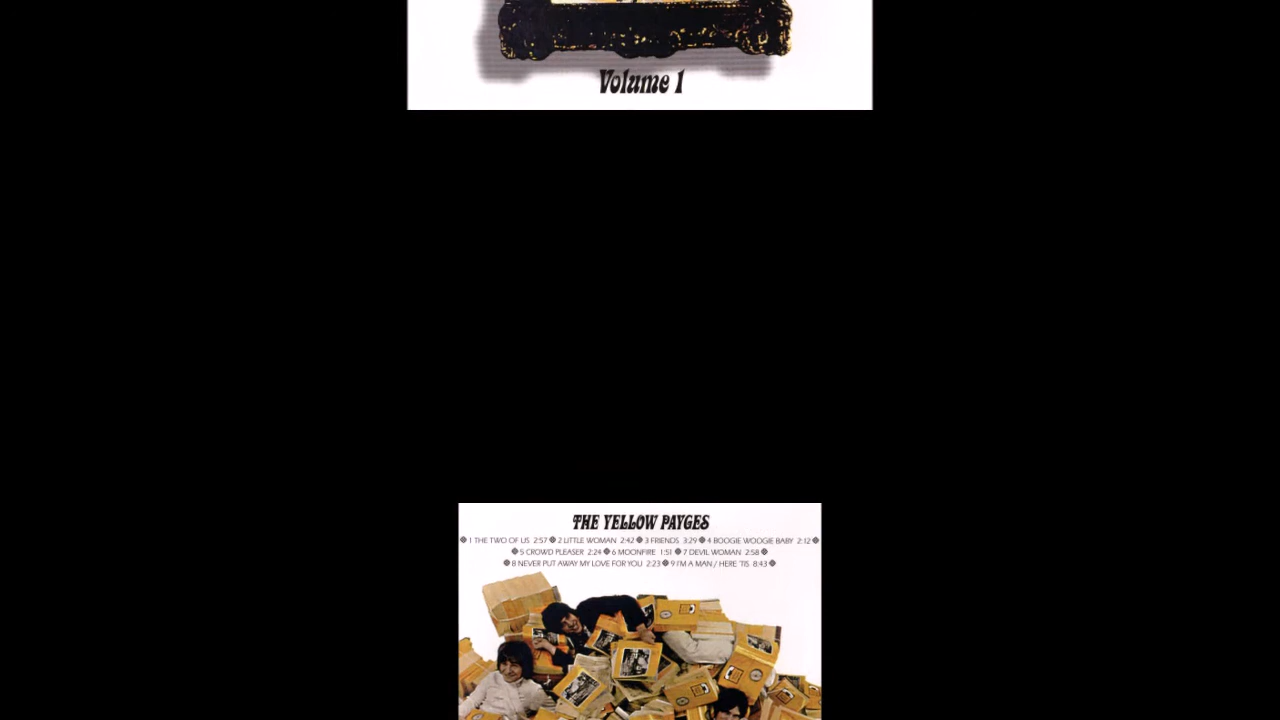 Volume 1
THE YELLOW PAYGES
1 THE TWO OF US 2:57 2 LITTLE WOMAN 2:42 3 FRIENDS 3:29 4 BOOGIE WOOGIE BABY 2:12
5 CROWD PLEASER 2:24 6 MOONFIRE 1:51 7 DEVIL WOMAN 2:58
8 NEVER PUT AWAY MY LOVE FOR YOU 2:23 9 I'M A MAN / HERE 'TIS 8:43